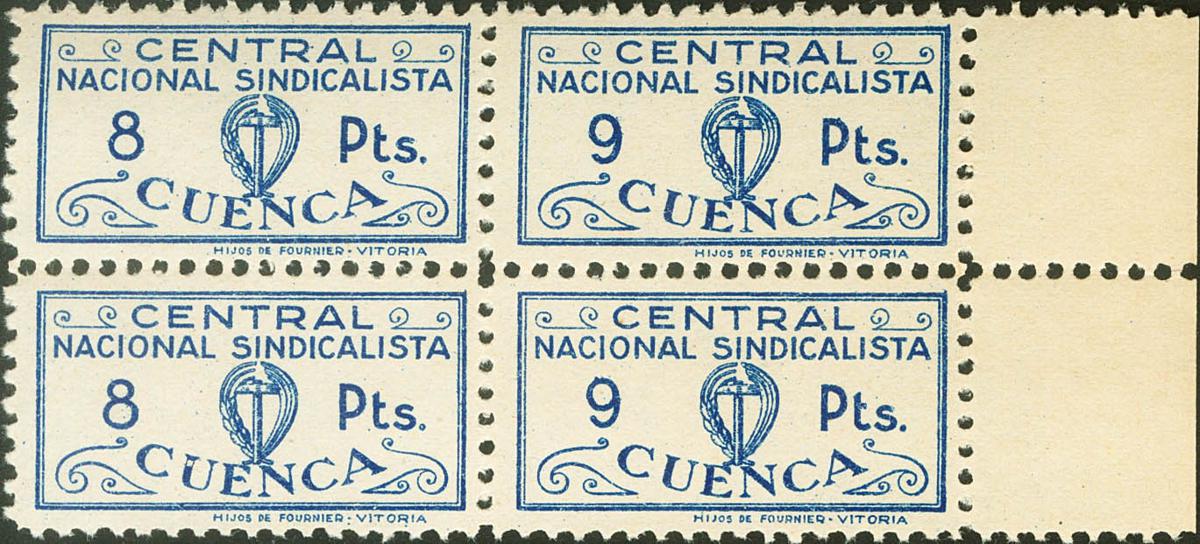 CENTRAL
NACIONAL SINDICALISTA
8 Pts.
CUENCA
HIJOS DE FOURNIER - VITORIA
CENTRAL
NACIONAL SINDICALISTA
9 Pts.
CUENCA
HIJOS DE FOURNIER - VITORIA
CENTRAL
NACIONAL SINDICALISTA
8 Pts.
CUENCA
HIJOS DE FOURNIER - VITORIA
CENTRAL
NACIONAL SINDICALISTA
9 Pts.
CUENCA
HIJOS DE FOURNIER - VITORIA